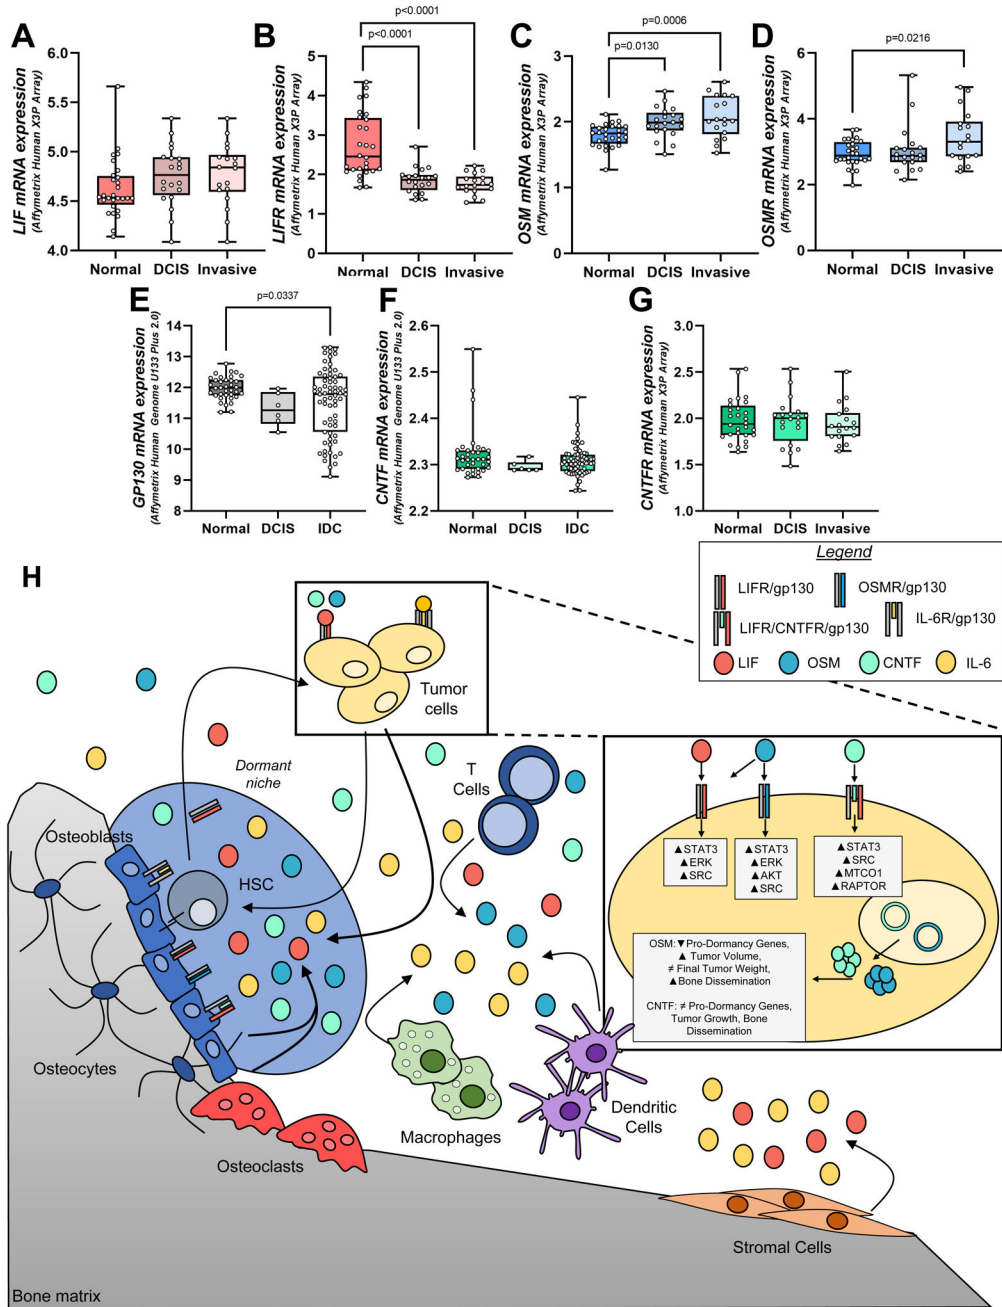 A
LIF mRNA expression
(Affymetrix Human X3P Array)
6.0
5.5
5.0
4.5
4.0
Normal
DCIS
Invasive
B
p<0.0001
p<0.0001
LIFR mRNA expression
(Affymetrix Human X3P Array)
5
4
3
2
1
0
Normal
DCIS
Invasive
C
p=0.0006
p=0.0130
OSM mRNA expression
(Affymetrix Human X3P Array)
3
2
1
0
Normal
DCIS
Invasive
D
p=0.0216
OSMR mRNA expression
(Affymetrix Human X3P Array)
6
4
2
0
Normal
DCIS
Invasive
E
p=0.0337
GP130 mRNA expression
(Affymetrix Human Genome U133 Plus 2.0)
14
13
12
11
10
9
8
Normal
DCIS
IDC
F
CNTF mRNA expression
(Affymetrix Human Genome U133 Plus 2.0)
2.6
2.5
2.4
2.3
2.2
Normal
DCIS
IDC
G
CNTFR mRNA expression
(Affymetrix Human X3P Array)
3.0
2.5
2.0
1.5
1.0
Normal
DCIS
Invasive
H
Legend
LIFR/gp130
OSMR/gp130
LIFR/CNTFR/gp130
IL-6R/gp130
LIF
OSM
CNTF
IL-6
Tumor
cells
Dormant
niche
T
Cells
Osteoblasts
HSC
Osteocytes
Osteoclasts
Macrophages
Dendritic
Cells
Stromal Cells
Bone matrix
▲STAT3
▲ERK
▲SRC
▲STAT3
▲ERK
▲AKT
▲SRC
▲STAT3
▲SRC
▲MTCO1
▲RAPTOR
OSM: ▼Pro-Dormancy Genes,
▲ Tumor Volume,
≠ Final Tumor Weight,
▲Bone Dissemination
CNTF: ≠ Pro-Dormancy Genes,
Tumor Growth, Bone
Dissemination